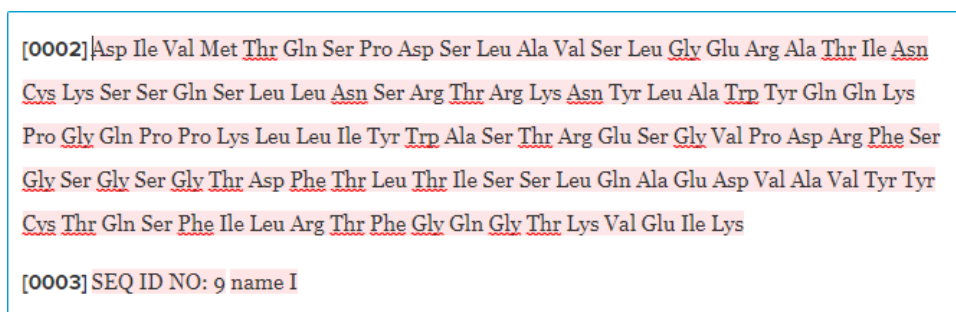 [0002] Asp Ile Val Met Thr Gln Ser Pro Asp Ser Leu Ala Val Ser Leu Gly Glu Arg Ala Thr Ile Asn
Cys Lys Ser Ser Gln Ser Leu Leu Asn Ser Arg Thr Arg Lys Asn Tyr Leu Ala Trp Tyr Gln Gln Lys
Pro Gly Gln Pro Pro Lys Leu Leu Ile Tyr Trp Ala Ser Thr Arg Glu Ser Gly Val Pro Asp Arg Phe Ser
Gly Ser Gly Ser Gly Thr Asp Phe Thr Leu Thr Ile Ser Ser Leu Gln Ala Glu Asp Val Ala Val Tyr Tyr
Cys Thr Gln Ser Phe Ile Leu Arg Thr Phe Gly Gln Gly Thr Lys Val Glu Ile Lys
[0003] SEQ ID NO: 9 name I